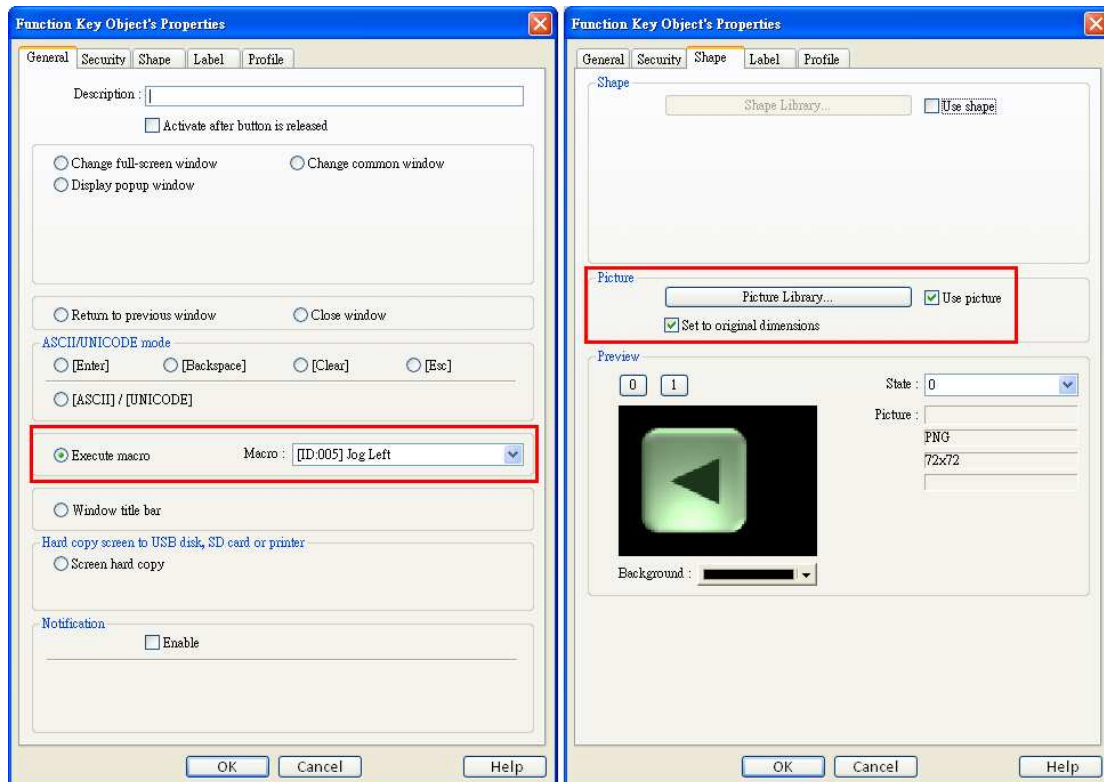 Function Key Object's Properties
General Security Shape Label Profile
Description :
Activate after button is released
Change full-screen window Change common window
Display popup window
Return to previous window Close window
ASCII/UNICODE mode
[Enter] [Backspace] [Clear] [Esc]
[ASCII] / [UNICODE]
Execute macro Macro : [ID:005] Jog Left
Window title bar
Hard copy screen to USB disk, SD card or printer
Screen hard copy
Notification
Enable
OK Cancel Help
Function Key Object's Properties
General Security Shape Label Profile
Shape
Shape Library... Use shape
Picture
Picture Library... Use picture
Set to original dimensions
Preview
0 1 State : 0
Picture :
PNG
72x72
Background :
OK Cancel Help